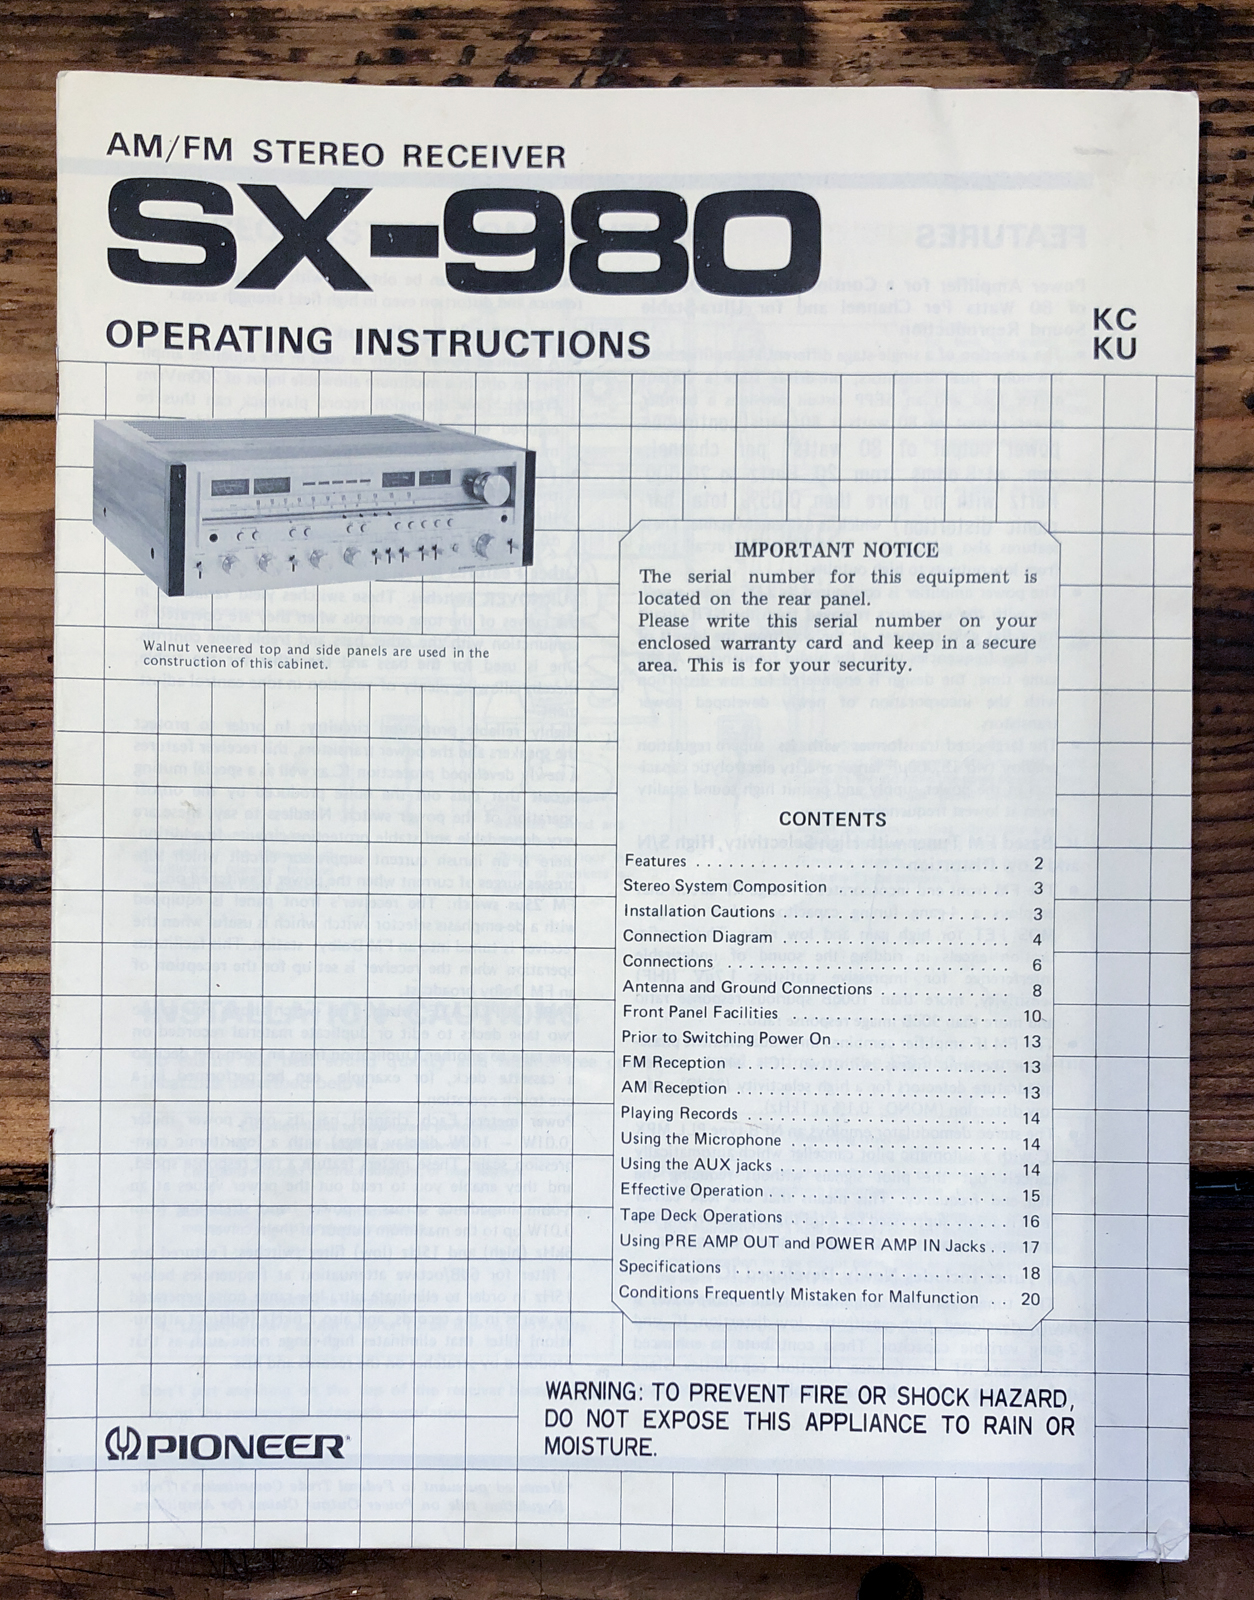 AM/FM STEREO RECEIVER
SX-980
OPERATING INSTRUCTIONS
KC
KU
Walnut veneered top and side panels are used in the
construction of this cabinet.
IMPORTANT NOTICE
The serial number for this equipment is
located on the rear panel.
Please write this serial number on your
enclosed warranty card and keep in a secure
area. This is for your security.
CONTENTS
Features . . . . . . . . . . . . . . . . . . . . . . . . . . 2
Stereo System Composition . . . . . . . . . . . . . . 3
Installation Cautions . . . . . . . . . . . . . . . . . . 3
Connection Diagram . . . . . . . . . . . . . . . . . . 4
Connections . . . . . . . . . . . . . . . . . . . . . . . 6
Antenna and Ground Connections . . . . . . . . . . 8
Front Panel Facilities . . . . . . . . . . . . . . . . . 10
Prior to Switching Power On . . . . . . . . . . . . . 13
FM Reception . . . . . . . . . . . . . . . . . . . . . . 13
AM Reception . . . . . . . . . . . . . . . . . . . . . . 13
Playing Records . . . . . . . . . . . . . . . . . . . . . 14
Using the Microphone . . . . . . . . . . . . . . . . . 14
Using the AUX jacks . . . . . . . . . . . . . . . . . . 14
Effective Operation . . . . . . . . . . . . . . . . . . . 15
Tape Deck Operations . . . . . . . . . . . . . . . . . 16
Using PRE AMP OUT and POWER AMP IN Jacks . . 17
Specifications . . . . . . . . . . . . . . . . . . . . . . 18
Conditions Frequently Mistaken for Malfunction . . 20
WARNING: TO PREVENT FIRE OR SHOCK HAZARD,
DO NOT EXPOSE THIS APPLIANCE TO RAIN OR
MOISTURE.
PIONEER